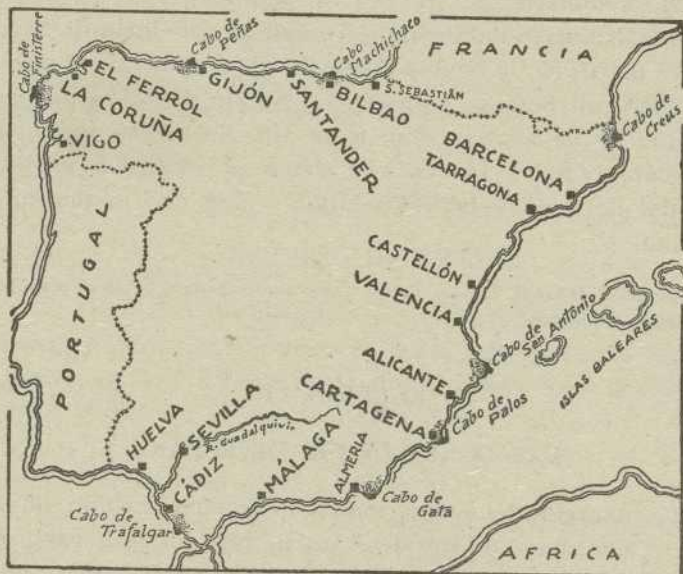 Cabo de
Finisterre
Cabo de
Peñas
Cabo
Machichaco
FRANCIA
EL FERROL
LA CORUÑA
GIJÓN
SANTANDER
BILBAO
S. SEBASTIÁN
VIGO
Cabo de
Creus
BARCELONA
TARRAGONA
PORTUGAL
CASTELLÓN
VALENCIA
Cabo de
San Antonio
ISLAS BALEARES
ALICANTE
CARTAGENA
Cabo de
Palos
HUELVA
SEVILLA
R. Guadalquivir
CÁDIZ
MÁLAGA
ALMERIA
Cabo de
Gata
Cabo de
Trafalgar
AFRICA